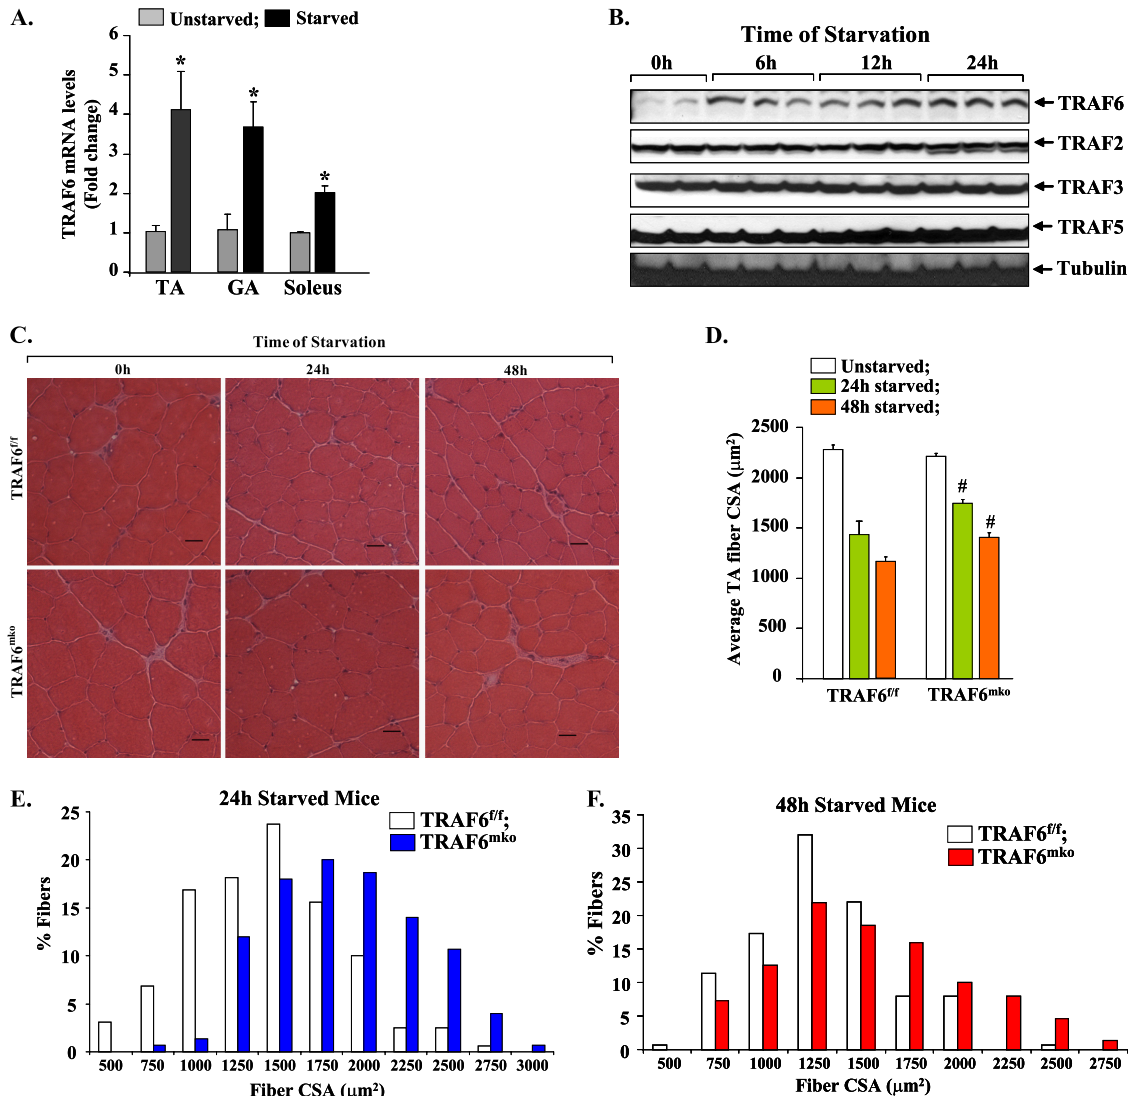 A.
Unstarved; Starved
TRAF6 mRNA levels
(Fold change)
6
5
4
3
2
1
0
TA GA Soleus
* * *
B.
Time of Starvation
0h 6h 12h 24h
TRAF6
TRAF2
TRAF3
TRAF5
Tubulin
C.
Time of Starvation
0h 24h 48h
TRAF6f/f
TRAF6mko
D.
Unstarved;
24h starved;
48h starved;
Average TA fiber CSA (μm²)
2500
2000
1500
1000
500
0
# #
TRAF6f/f TRAF6mko
E.
24h Starved Mice
TRAF6f/f;
TRAF6mko
% Fibers
25
20
15
10
5
0
500 750 1000 1250 1500 1750 2000 2250 2500 2750 3000
Fiber CSA (μm²)
F.
48h Starved Mice
TRAF6f/f;
TRAF6mko
% Fibers
35
30
25
20
15
10
5
0
500 750 1000 1250 1500 1750 2000 2250 2500 2750
Fiber CSA (μm²)